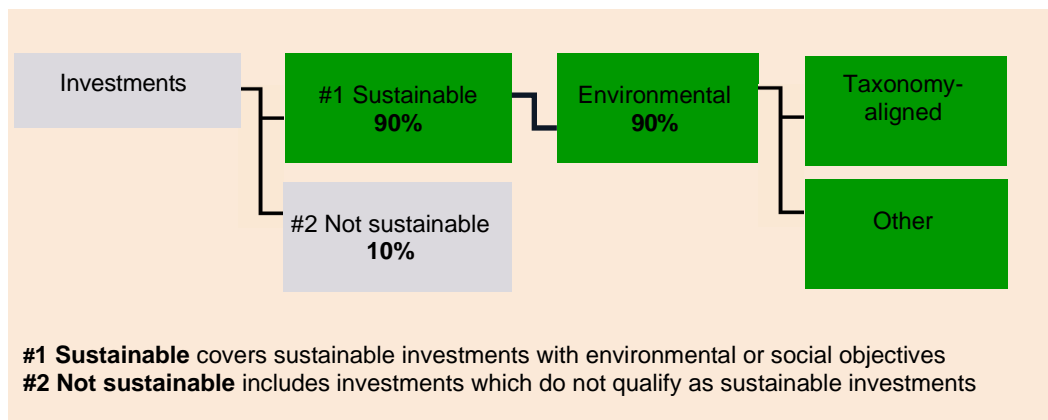 Investments
#1 Sustainable
90%
Environmental
90%
Taxonomy-
aligned
#2 Not sustainable
10%
Other
#1 Sustainable covers sustainable investments with environmental or social objectives
#2 Not sustainable includes investments which do not qualify as sustainable investments